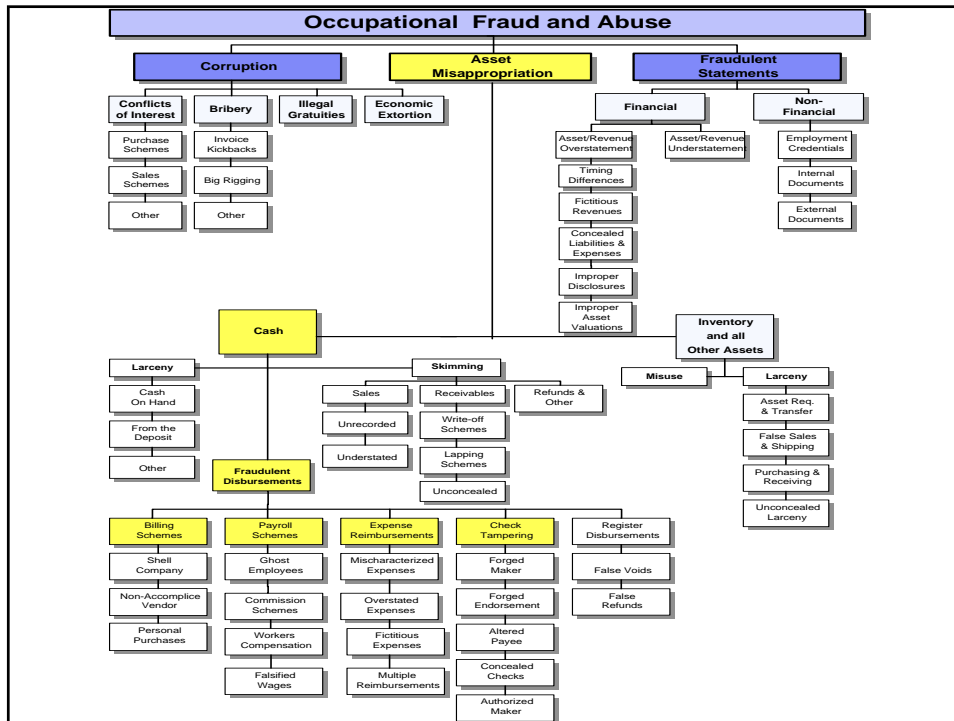 Occupational Fraud and Abuse
Corruption
Asset
Misappropriation
Fraudulent
Statements
Conflicts
of Interest
Bribery
Illegal
Gratuities
Economic
Extortion
Financial
Non-
Financial
Purchase
Schemes
Invoice
Kickbacks
Asset/Revenue
Overstatement
Asset/Revenue
Understatement
Employment
Credentials
Sales
Schemes
Big Rigging
Timing
Differences
Internal
Documents
Other
Other
Fictitious
Revenues
External
Documents
Concealed
Liabilities &
Expenses
Improper
Disclosures
Improper
Asset
Valuations
Cash
Inventory
and all
Other Assets
Larceny
Skimming
Misuse
Larceny
Cash
On Hand
Sales
Receivables
Refunds &
Other
Asset Req.
& Transfer
From the
Deposit
Unrecorded
Write-off
Schemes
False Sales
& Shipping
Other
Understated
Lapping
Schemes
Purchasing &
Receiving
Unconcealed
Unconcealed
Larceny
Fraudulent
Disbursements
Billing
Schemes
Payroll
Schemes
Expense
Reimbursements
Check
Tampering
Register
Disbursements
Shell
Company
Ghost
Employees
Mischaracterized
Expenses
Forged
Maker
False Voids
Non-Accomplice
Vendor
Commission
Schemes
Overstated
Expenses
Forged
Endorsement
False
Refunds
Personal
Purchases
Workers
Compensation
Fictitious
Expenses
Altered
Payee
Falsified
Wages
Multiple
Reimbursements
Concealed
Checks
Authorized
Maker